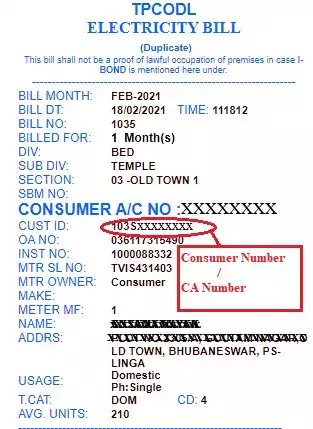 TPCODL
ELECTRICITY BILL
(Duplicate)
This bill shall not be a proof of lawful occupation of premises in case I-
BOND is mentioned here under.
BILL MONTH: FEB-2021
BILL DT: 18/02/2021 TIME: 111812
BILL NO: 1035
BILLED FOR: 1 Month(s)
DIV: BED
SUB DIV: TEMPLE
SECTION: 03 -OLD TOWN 1
SBM NO:
CONSUMER A/C NO :XXXXXXXX
CUST ID: 103SXXXXXXXX
OA NO: 036117315490
INST NO: 1000088332
MTR SL NO: TVIS431403
MTR OWNER: Consumer
MAKE:
METER MF: 1
NAME:
ADDRS:
LD TOWN, BHUBANESWAR, PS-
LINGA
USAGE: Domestic
Ph:Single
T.CAT: DOM CD: 4
AVG. UNITS: 210
Consumer Number
/
CA Number